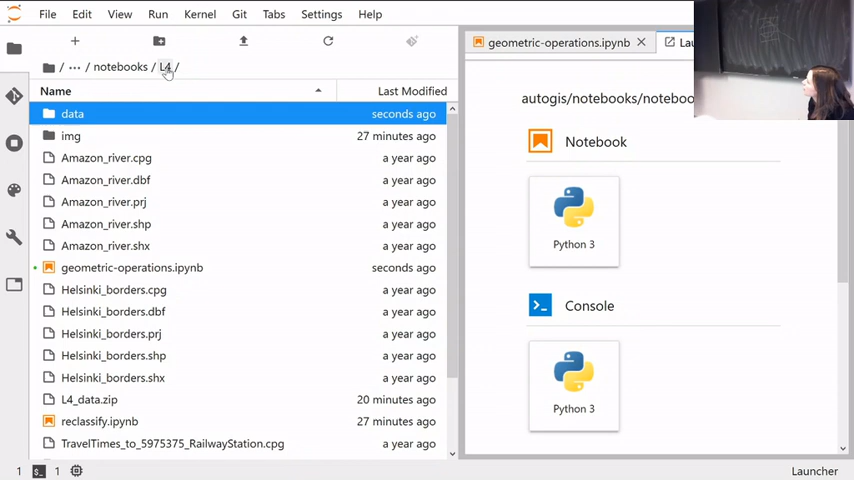 File Edit View Run Kernel Git Tabs Settings Help
/ ··· / notebooks / L4 /
Name Last Modified
data seconds ago
img 27 minutes ago
Amazon_river.cpg a year ago
Amazon_river.dbf a year ago
Amazon_river.prj a year ago
Amazon_river.shp a year ago
Amazon_river.shx a year ago
geometric-operations.ipynb seconds ago
Helsinki_borders.cpg a year ago
Helsinki_borders.dbf a year ago
Helsinki_borders.prj a year ago
Helsinki_borders.shp a year ago
Helsinki_borders.shx a year ago
L4_data.zip 20 minutes ago
reclassify.ipynb 27 minutes ago
TravelTimes_to_5975375_RailwayStation.cpg a year ago
geometric-operations.ipynb Lau
autogis/notebooks/notebo
Notebook
Python 3
Console
Python 3
1 $_ 1 Launcher